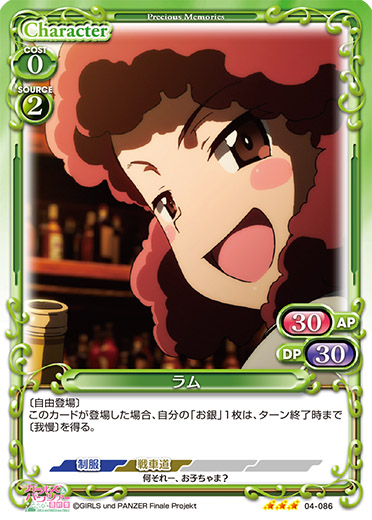 Precious Memories
Character
COST
0
SOURCE
2
30 AP
DP 30
ラム
〔自由登場〕
このカードが登場した場合、自分の「お銀」1枚は、ターン終了時まで
〔我慢〕を得る。
制服 戦車道
何それー、お子ちゃま?
©GIRLS und PANZER Finale Projekt
04-086